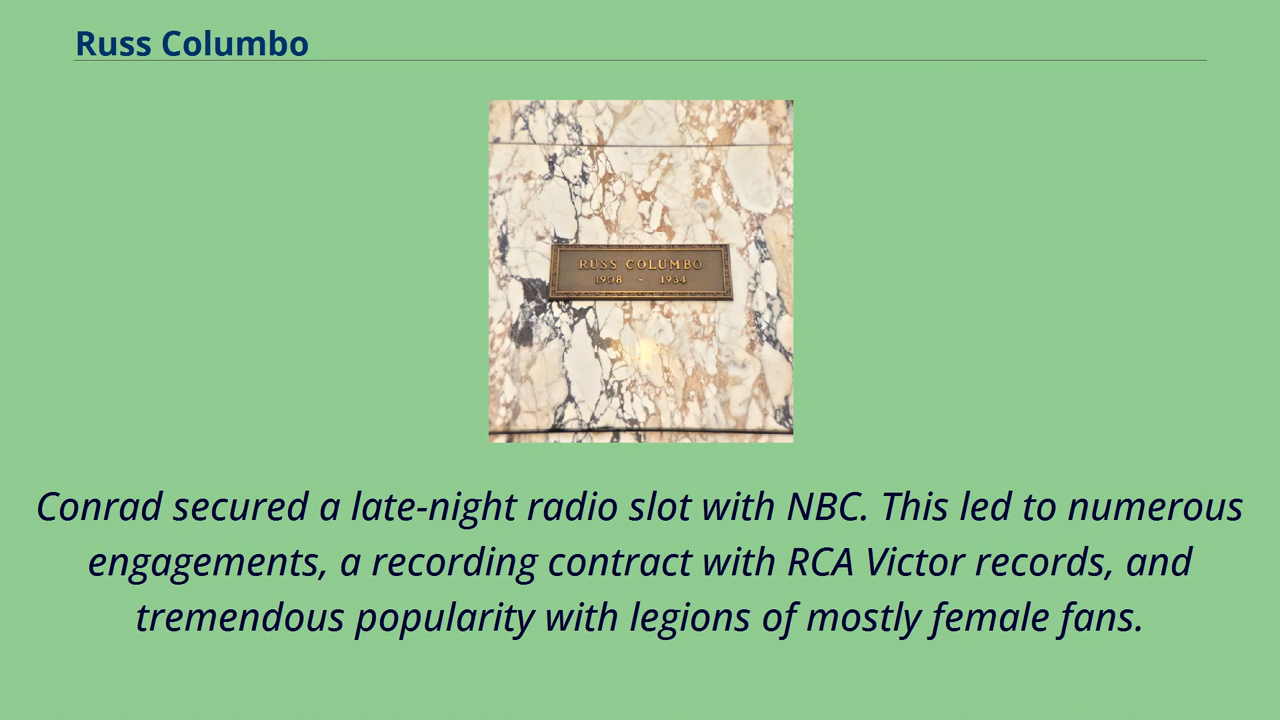 Russ Columbo
RUSS COLUMBO
1908 - 1934
Conrad secured a late-night radio slot with NBC. This led to numerous
engagements, a recording contract with RCA Victor records, and
tremendous popularity with legions of mostly female fans.